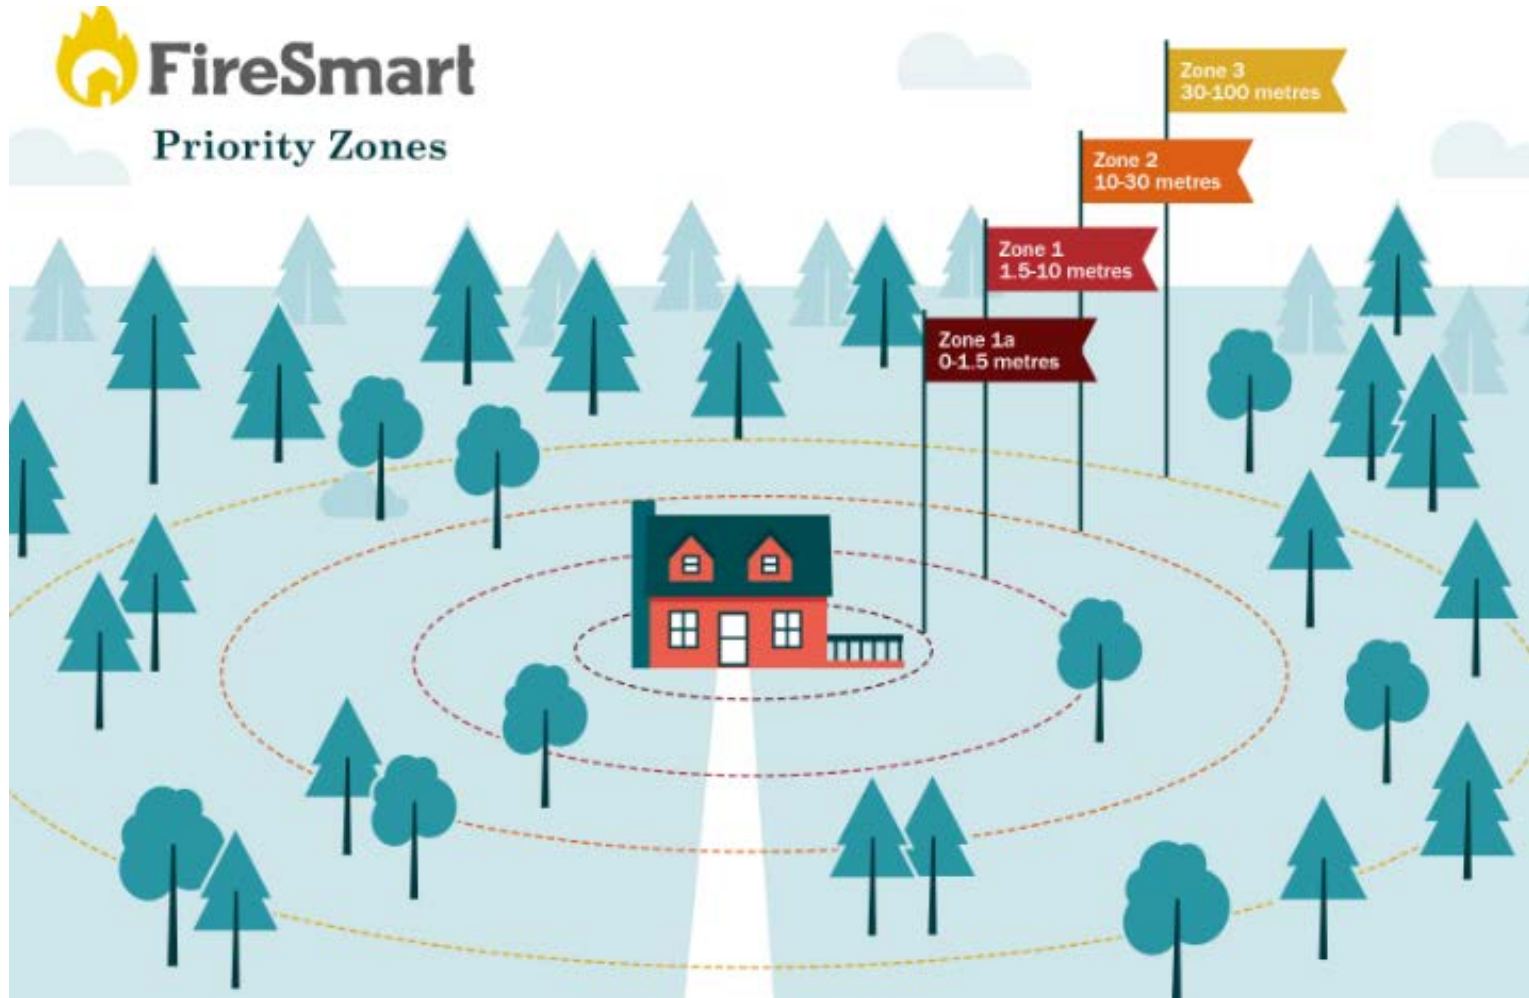 FireSmart
Priority Zones
Zone 3
30-100 metres
Zone 2
10-30 metres
Zone 1
1.5-10 metres
Zone 1a
0-1.5 metres